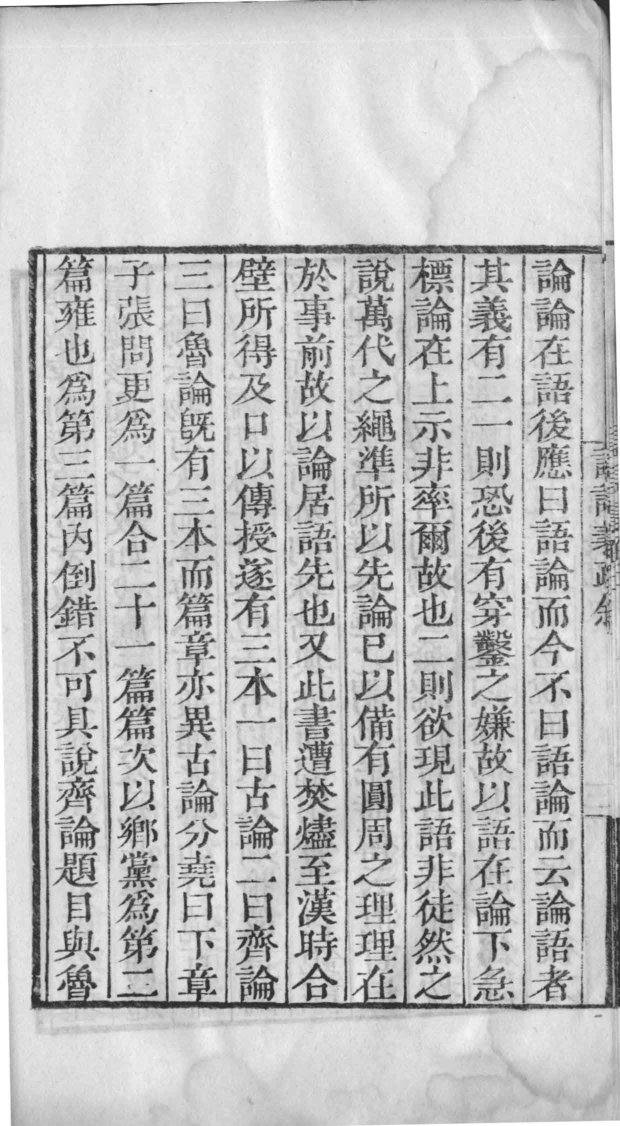 論論在語後應曰語論而今不曰語論而云論語者
其義有二一則恐後有穿鑿之嫌故以語在論下急
標論在上示非率爾故也二則欲現此語非徒然之
說萬代之繩準所以先論已以備有圓周之理理在
於事前故以論居語先也又此書遭焚燼至漢時合
壁所得及口以傳授遂有三本一曰古論二曰齊論
三曰魯論旣有三本而篇章亦異古論分堯曰下章
子張問更爲一篇合二十一篇篇次以鄉黨爲第二
篇雍也爲第三篇內倒錯不可具說齊論題目與魯